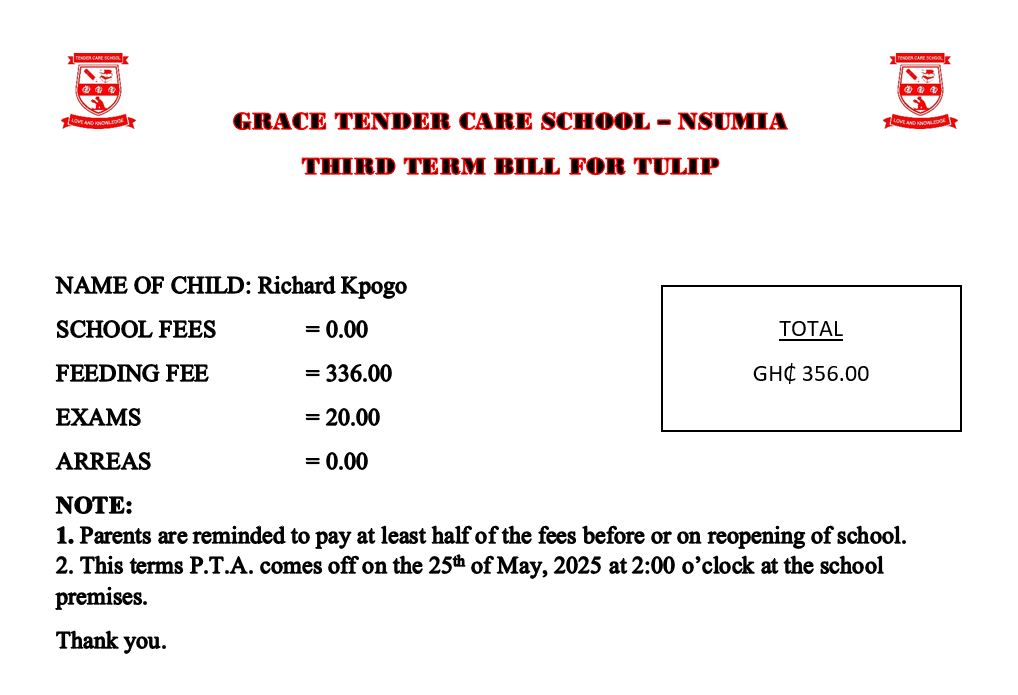 TENDER CARE SCHOOL
LOVE AND KNOWLEDGE
TENDER CARE SCHOOL
LOVE AND KNOWLEDGE
GRACE TENDER CARE SCHOOL – NSUMIA
THIRD TERM BILL FOR TULIP
NAME OF CHILD: Richard Kpogo
SCHOOL FEES = 0.00
FEEDING FEE = 336.00
EXAMS = 20.00
ARREAS = 0.00
TOTAL
GH₵ 356.00
NOTE:
1. Parents are reminded to pay at least half of the fees before or on reopening of school.
2. This terms P.T.A. comes off on the 25th of May, 2025 at 2:00 o’clock at the school
premises.
Thank you.